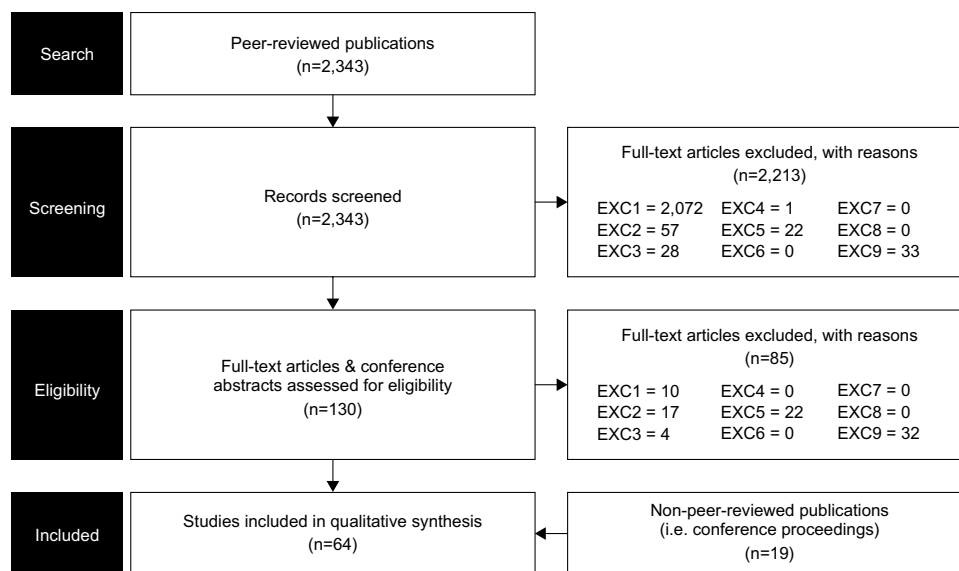 Search
Peer-reviewed publications
(n=2,343)
Screening
Records screened
(n=2,343)
Full-text articles excluded, with reasons
(n=2,213)
EXC1 = 2,072 EXC4 = 1 EXC7 = 0
EXC2 = 57 EXC5 = 22 EXC8 = 0
EXC3 = 28 EXC6 = 0 EXC9 = 33
Eligibility
Full-text articles & conference
abstracts assessed for eligibility
(n=130)
Full-text articles excluded, with reasons
(n=85)
EXC1 = 10 EXC4 = 0 EXC7 = 0
EXC2 = 17 EXC5 = 22 EXC8 = 0
EXC3 = 4 EXC6 = 0 EXC9 = 32
Included
Studies included in qualitative synthesis
(n=64)
Non-peer-reviewed publications
(i.e. conference proceedings)
(n=19)